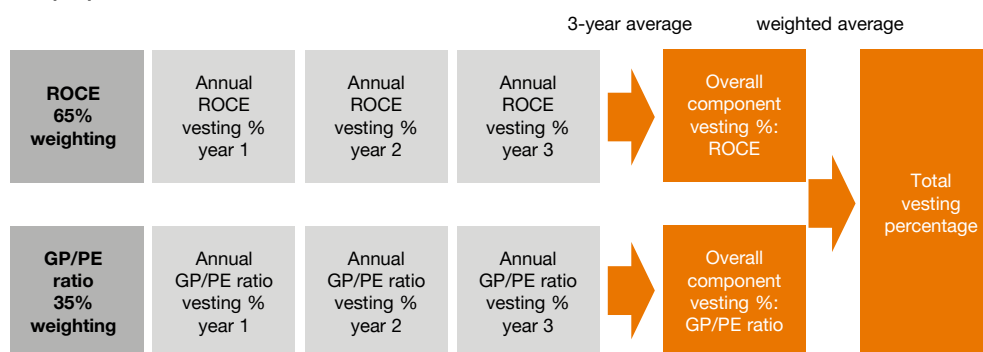 3-year average
weighted average
ROCE
65%
weighting
Annual
ROCE
vesting %
year 1
Annual
ROCE
vesting %
year 2
Annual
ROCE
vesting %
year 3
Overall
component
vesting %:
ROCE
Total
vesting
percentage
GP/PE
ratio
35%
weighting
Annual
GP/PE ratio
vesting %
year 1
Annual
GP/PE ratio
vesting %
year 2
Annual
GP/PE ratio
vesting %
year 3
Overall
component
vesting %:
GP/PE ratio